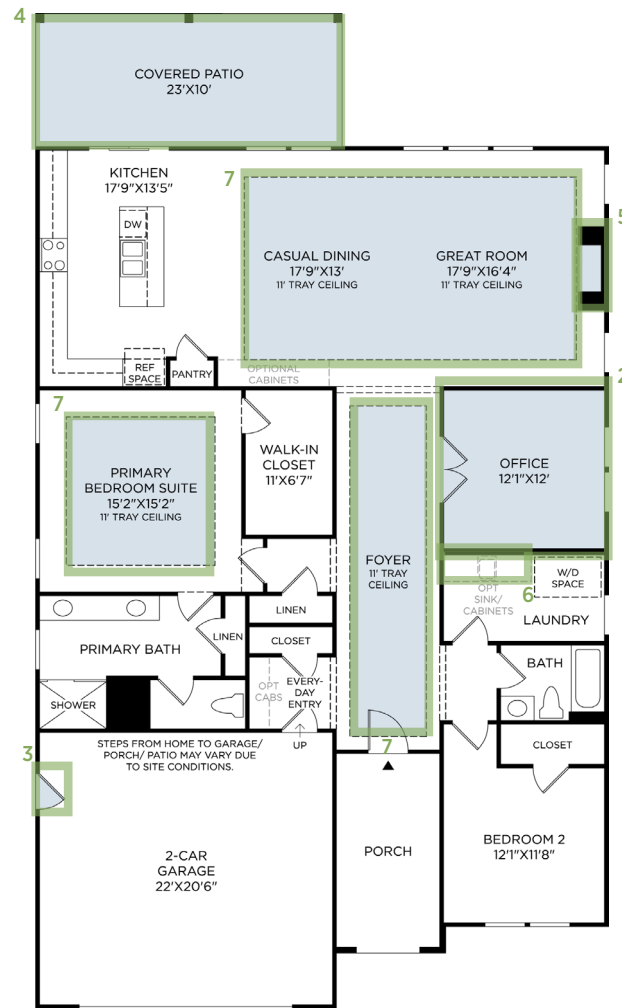 4
COVERED PATIO
23'X10'
KITCHEN
17'9"X13'5"
7
DW
CASUAL DINING
17'9"X13'
11' TRAY CEILING
GREAT ROOM
17'9"X16'4"
11' TRAY CEILING
5
REF
SPACE
PANTRY
OPTIONAL
CABINETS
2
7
PRIMARY
BEDROOM SUITE
15'2"X15'2"
11' TRAY CEILING
WALK-IN
CLOSET
11'X6'7"
OFFICE
12'1"X12'
FOYER
11' TRAY
CEILING
W/D
SPACE
6
OPT
SINK/
CABINETS
LAUNDRY
LINEN
LINEN
CLOSET
PRIMARY BATH
BATH
OPT
CABS
EVERY-
DAY
ENTRY
SHOWER
UP
7
CLOSET
STEPS FROM HOME TO GARAGE/
PORCH/ PATIO MAY VARY DUE
TO SITE CONDITIONS.
3
2-CAR
GARAGE
22'X20'6"
PORCH
BEDROOM 2
12'1"X11'8"